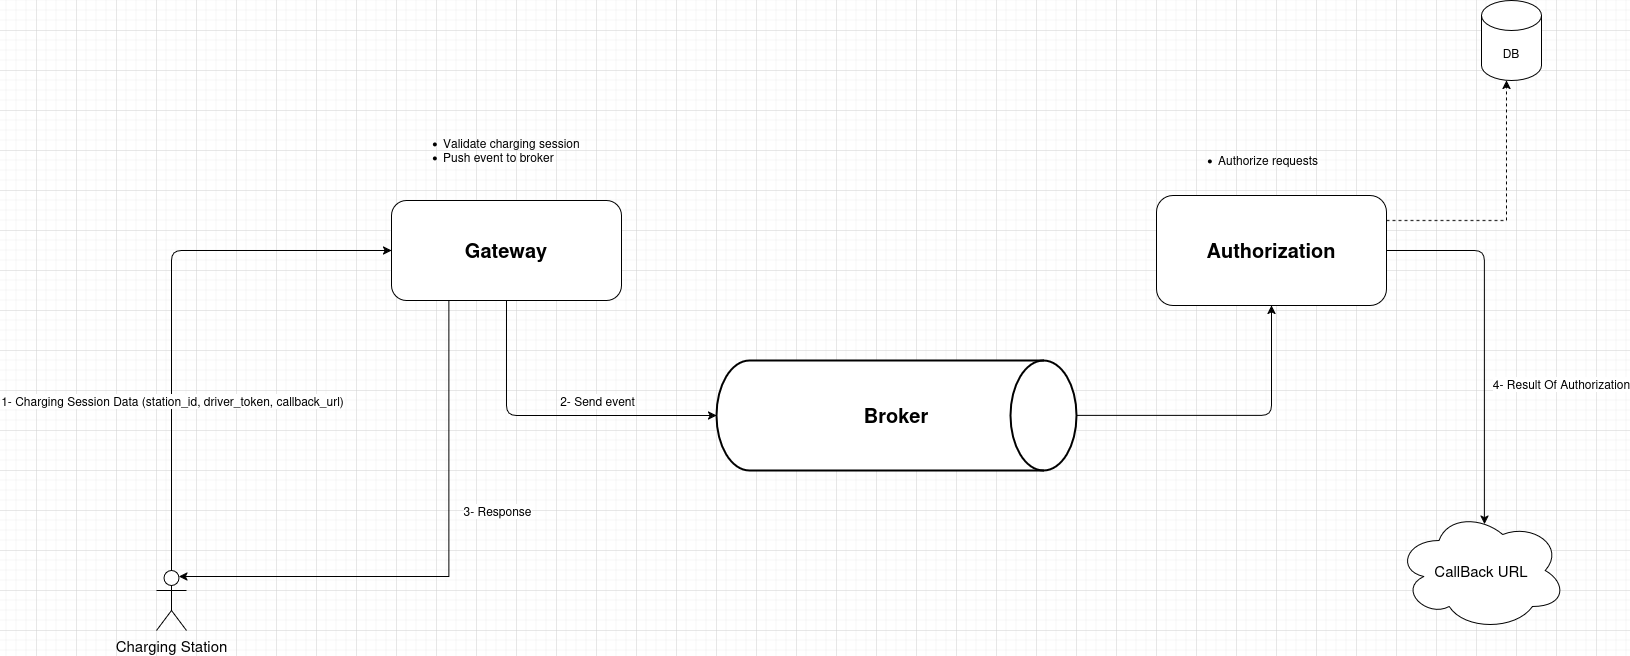 DB
• Validate charging session
• Push event to broker
• Authorize requests
Gateway
Authorization
1- Charging Session Data (station_id, driver_token, callback_url)
2- Send event
Broker
4- Result Of Authorization
3- Response
CallBack URL
Charging Station